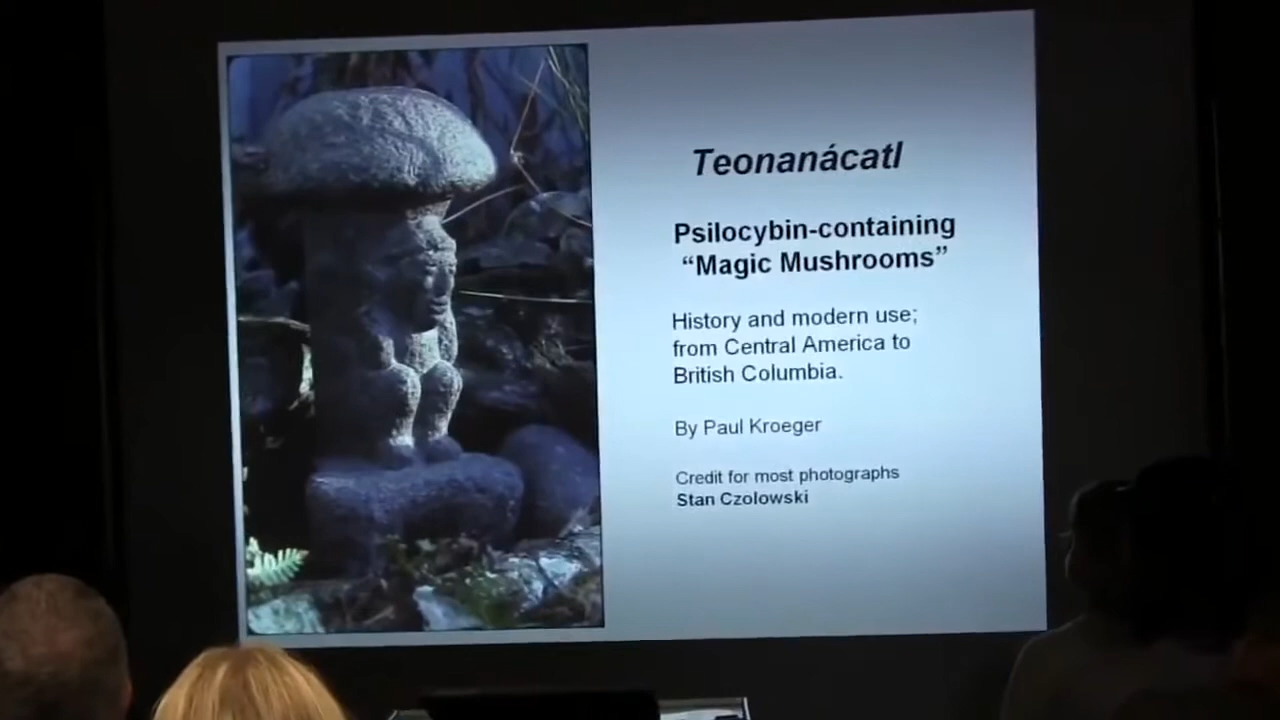 Teonanácatl
Psilocybin-containing
“Magic Mushrooms”
History and modern use;
from Central America to
British Columbia.
By Paul Kroeger
Credit for most photographs
Stan Czolowski